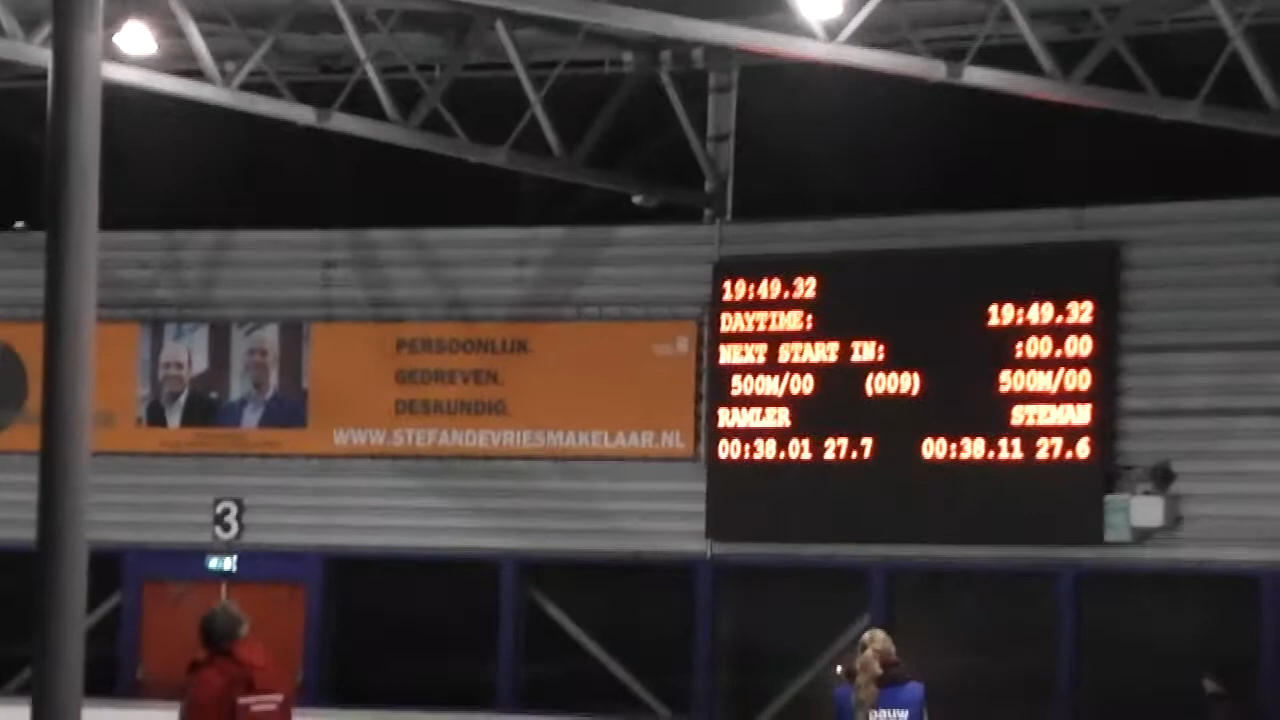 19:49.32
DAYTIME: 19:49.32
NEXT START IN: :00.00
500M/00 (009) 500M/00
RAMLER STEMAN
00:38.01 27.7 00:38.11 27.6
PERSOONLIJK.
GEDREVEN.
DESKUNDIG.
WWW.STEFANDEVRIESMAKELAAR.NL
3